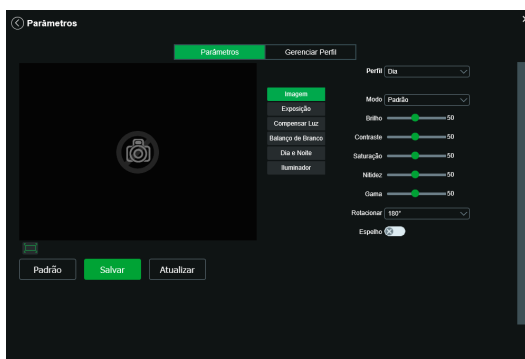 Parâmetros
Parâmetros Gerenciar Perfil
Perfil Dia
Imagem
Exposição
Compensar Luz
Balanço de Branco
Dia e Noite
Iluminador
Modo Padrão
Brilho 50
Contraste 50
Saturação 50
Nitidez 50
Gama 50
Rotacionar 180°
Espelho
Padrão Salvar Atualizar